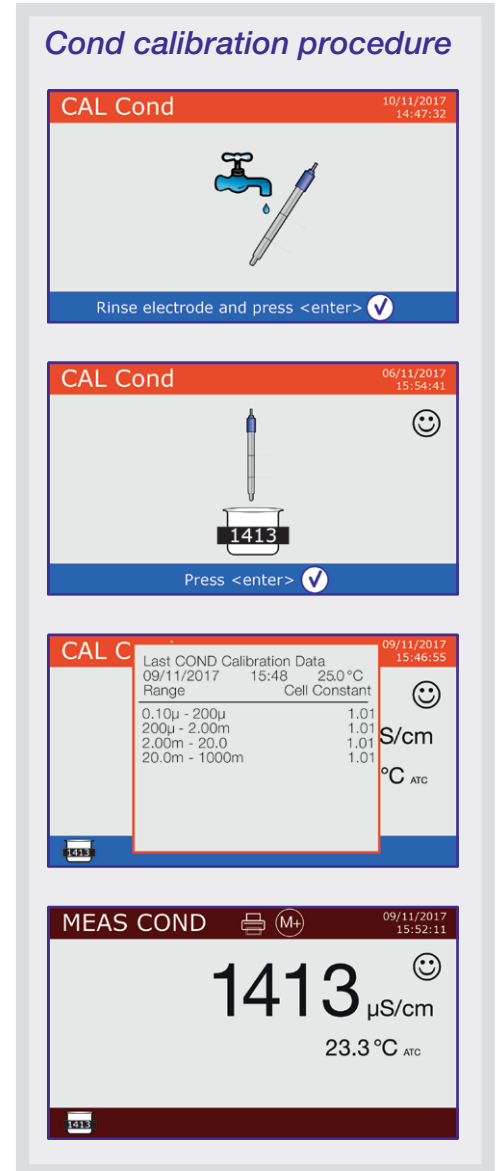 Cond calibration procedure
CAL Cond
10/11/2017
14:47:32
Rinse electrode and press <enter>
CAL Cond
06/11/2017
15:54:41
1413
Press <enter>
CAL C
09/11/2017
15:46:55
Last COND Calibration Data
09/11/2017 15:48 25.0 °C
Range Cell Constant
0.10µ - 200µ 1.01
200µ - 2.00m 1.01
2.00m - 20.0 1.01
20.0m - 1000m 1.01
S/cm
°C ATC
1413
MEAS COND M+
09/11/2017
15:52:11
1413 µS/cm
23.3 °C ATC
1413